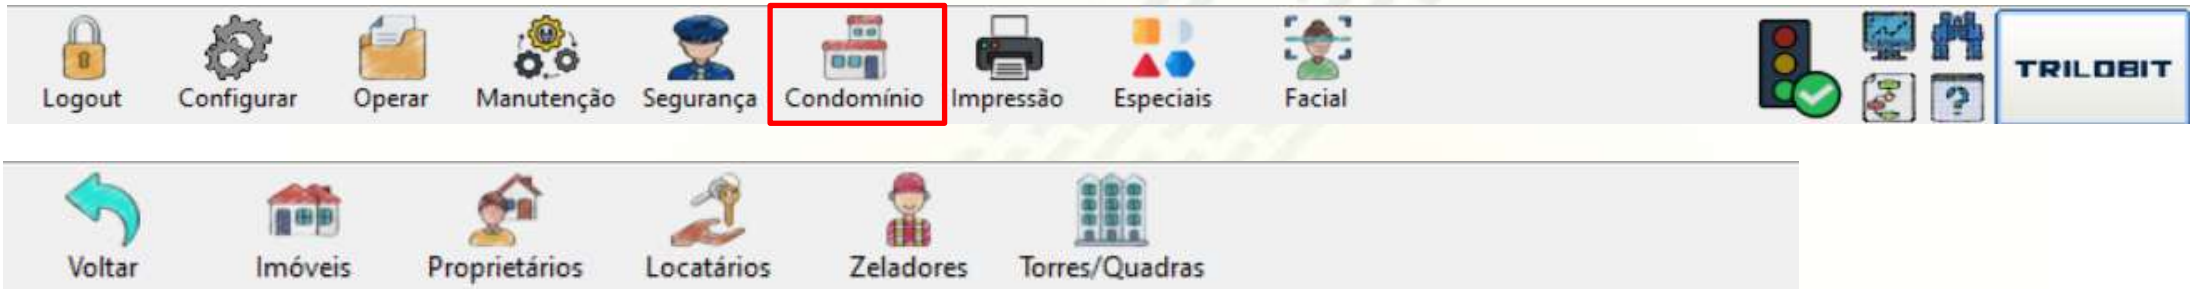 Logout Configurar Operar Manutenção Segurança Condomínio Impressão Especiais Facial TRILOBIT
Voltar Imóveis Proprietários Locatários Zeladores Torres/Quadras